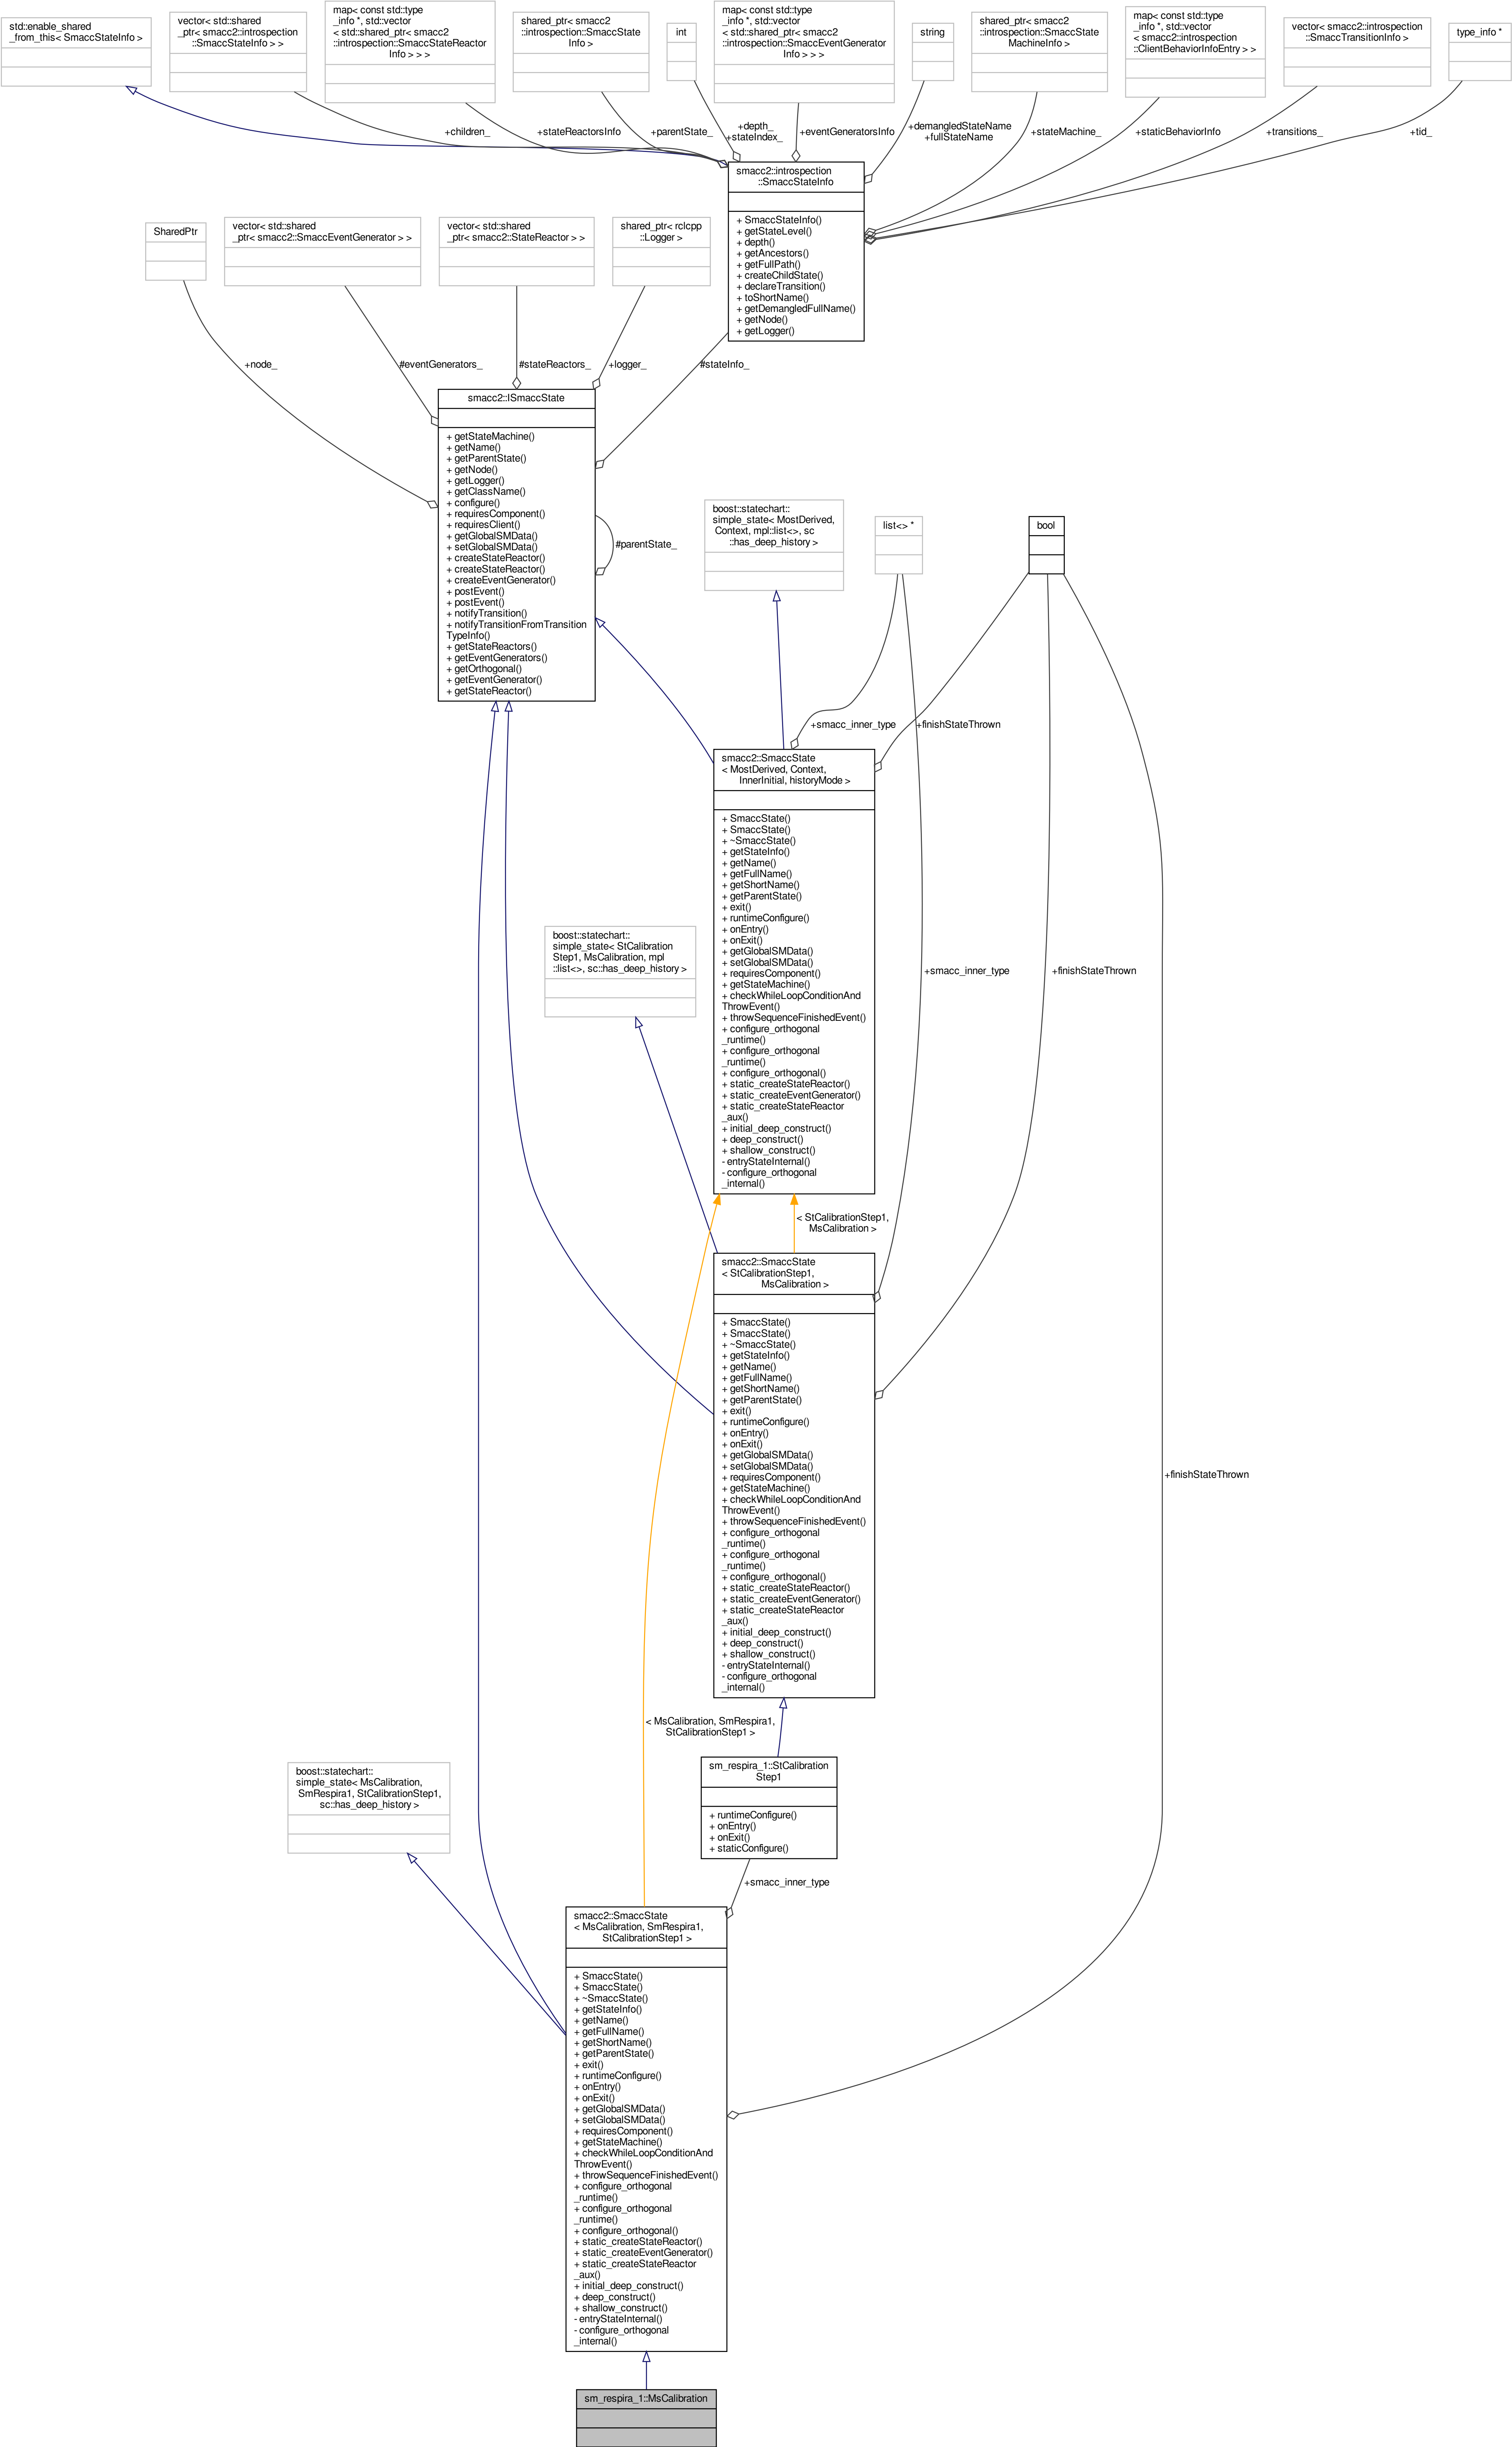 std::enable_shared
_from_this< SmaccStateInfo >
vector< std::shared
_ptr< smacc2::introspection
::SmaccStateInfo > >
map< const std::type
_info *, std::vector
< std::shared_ptr< smacc2
::introspection::SmaccStateReactor
Info > > >
shared_ptr< smacc2
::introspection::SmaccState
Info >
int
map< const std::type
_info *, std::vector
< std::shared_ptr< smacc2
::introspection::SmaccEventGenerator
Info > > >
string
shared_ptr< smacc2
::introspection::SmaccState
MachineInfo >
map< const std::type
_info *, std::vector
< smacc2::introspection
::ClientBehaviorInfoEntry > >
vector< smacc2::introspection
::SmaccTransitionInfo >
type_info *
+children_
+stateReactorsInfo
+parentState_
+depth_
+stateIndex_
+eventGeneratorsInfo
+demangledStateName
+fullStateName
+stateMachine_
+staticBehaviorInfo
+transitions_
+tid_
smacc2::introspection
::SmaccStateInfo
+ SmaccStateInfo()
+ getStateLevel()
+ depth()
+ getAncestors()
+ getFullPath()
+ createChildState()
+ declareTransition()
+ toShortName()
+ getDemangledFullName()
+ getNode()
+ getLogger()
SharedPtr
vector< std::shared
_ptr< smacc2::SmaccEventGenerator > >
vector< std::shared
_ptr< smacc2::StateReactor > >
shared_ptr< rclcpp
::Logger >
+node_
#eventGenerators_
#stateReactors_
+logger_
#stateInfo_
smacc2::ISmaccState
+ getStateMachine()
+ getName()
+ getParentState()
+ getNode()
+ getLogger()
+ getClassName()
+ configure()
+ requiresComponent()
+ requiresClient()
+ getGlobalSMData()
+ setGlobalSMData()
+ createStateReactor()
+ createStateReactor()
+ createEventGenerator()
+ postEvent()
+ postEvent()
+ notifyTransition()
+ notifyTransitionFromTransition
TypeInfo()
+ getStateReactors()
+ getEventGenerators()
+ getOrthogonal()
+ getEventGenerator()
+ getStateReactor()
#parentState_
boost::statechart::
simple_state< MostDerived,
Context, mpl::list<>, sc
::has_deep_history >
list<> *
bool
+smacc_inner_type
+finishStateThrown
smacc2::SmaccState
< MostDerived, Context,
InnerInitial, historyMode >
+ SmaccState()
+ SmaccState()
+ ~SmaccState()
+ getStateInfo()
+ getName()
+ getFullName()
+ getShortName()
+ getParentState()
+ exit()
+ runtimeConfigure()
+ onEntry()
+ onExit()
+ getGlobalSMData()
+ setGlobalSMData()
+ requiresComponent()
+ getStateMachine()
+ checkWhileLoopConditionAnd
ThrowEvent()
+ throwSequenceFinishedEvent()
+ configure_orthogonal
_runtime()
+ configure_orthogonal
_runtime()
+ configure_orthogonal()
+ static_createStateReactor()
+ static_createEventGenerator()
+ static_createStateReactor
_aux()
+ initial_deep_construct()
+ deep_construct()
+ shallow_construct()
- entryStateInternal()
- configure_orthogonal
_internal()
boost::statechart::
simple_state< StCalibration
Step1, MsCalibration, mpl
::list<>, sc::has_deep_history >
+smacc_inner_type
+finishStateThrown
< StCalibrationStep1,
MsCalibration >
smacc2::SmaccState
< StCalibrationStep1,
MsCalibration >
+ SmaccState()
+ SmaccState()
+ ~SmaccState()
+ getStateInfo()
+ getName()
+ getFullName()
+ getShortName()
+ getParentState()
+ exit()
+ runtimeConfigure()
+ onEntry()
+ onExit()
+ getGlobalSMData()
+ setGlobalSMData()
+ requiresComponent()
+ getStateMachine()
+ checkWhileLoopConditionAnd
ThrowEvent()
+ throwSequenceFinishedEvent()
+ configure_orthogonal
_runtime()
+ configure_orthogonal
_runtime()
+ configure_orthogonal()
+ static_createStateReactor()
+ static_createEventGenerator()
+ static_createStateReactor
_aux()
+ initial_deep_construct()
+ deep_construct()
+ shallow_construct()
- entryStateInternal()
- configure_orthogonal
_internal()
+finishStateThrown
< MsCalibration, SmRespira1,
StCalibrationStep1 >
sm_respira_1::StCalibration
Step1
+ runtimeConfigure()
+ onEntry()
+ onExit()
+ staticConfigure()
boost::statechart::
simple_state< MsCalibration,
SmRespira1, StCalibrationStep1,
sc::has_deep_history >
+smacc_inner_type
smacc2::SmaccState
< MsCalibration, SmRespira1,
StCalibrationStep1 >
+ SmaccState()
+ SmaccState()
+ ~SmaccState()
+ getStateInfo()
+ getName()
+ getFullName()
+ getShortName()
+ getParentState()
+ exit()
+ runtimeConfigure()
+ onEntry()
+ onExit()
+ getGlobalSMData()
+ setGlobalSMData()
+ requiresComponent()
+ getStateMachine()
+ checkWhileLoopConditionAnd
ThrowEvent()
+ throwSequenceFinishedEvent()
+ configure_orthogonal
_runtime()
+ configure_orthogonal
_runtime()
+ configure_orthogonal()
+ static_createStateReactor()
+ static_createEventGenerator()
+ static_createStateReactor
_aux()
+ initial_deep_construct()
+ deep_construct()
+ shallow_construct()
- entryStateInternal()
- configure_orthogonal
_internal()
sm_respira_1::MsCalibration